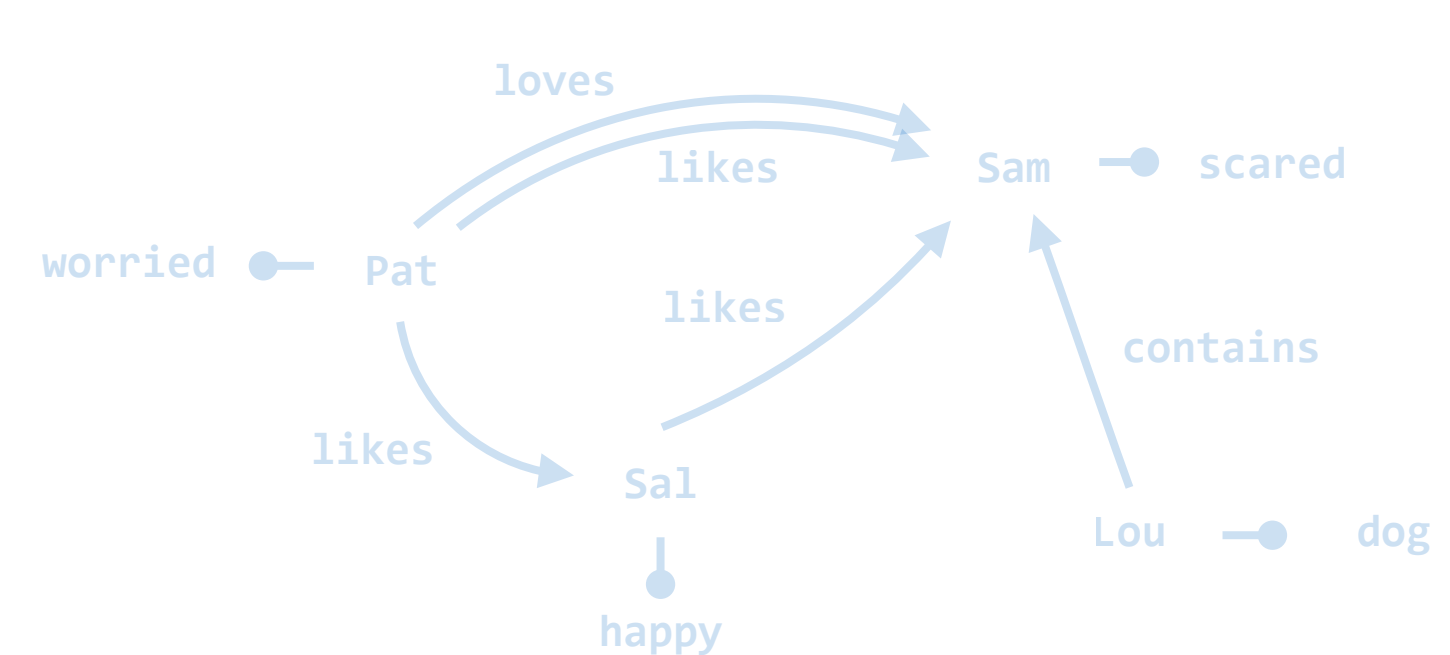 loves
likes
Sam
scared
worried
Pat
likes
contains
likes
Sal
Lou
dog
happy